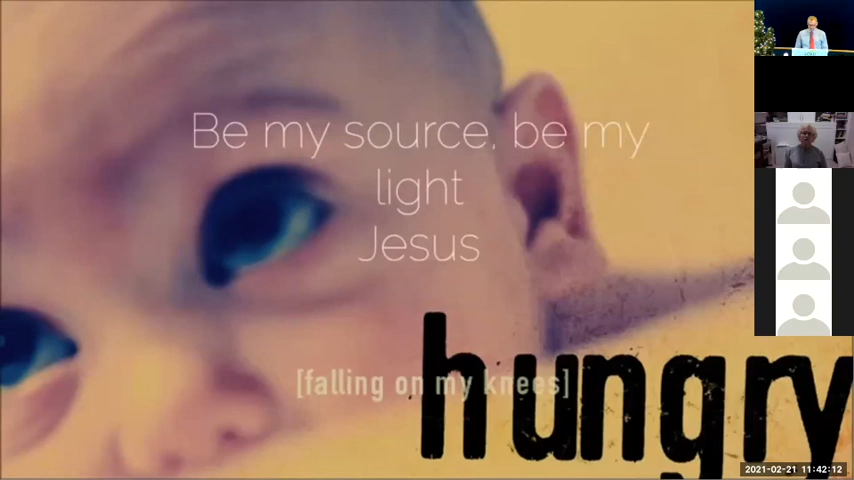 Be my source. be my
light
Jesus
[falling on my knees]
hungry
2021-02-21 11:42:12